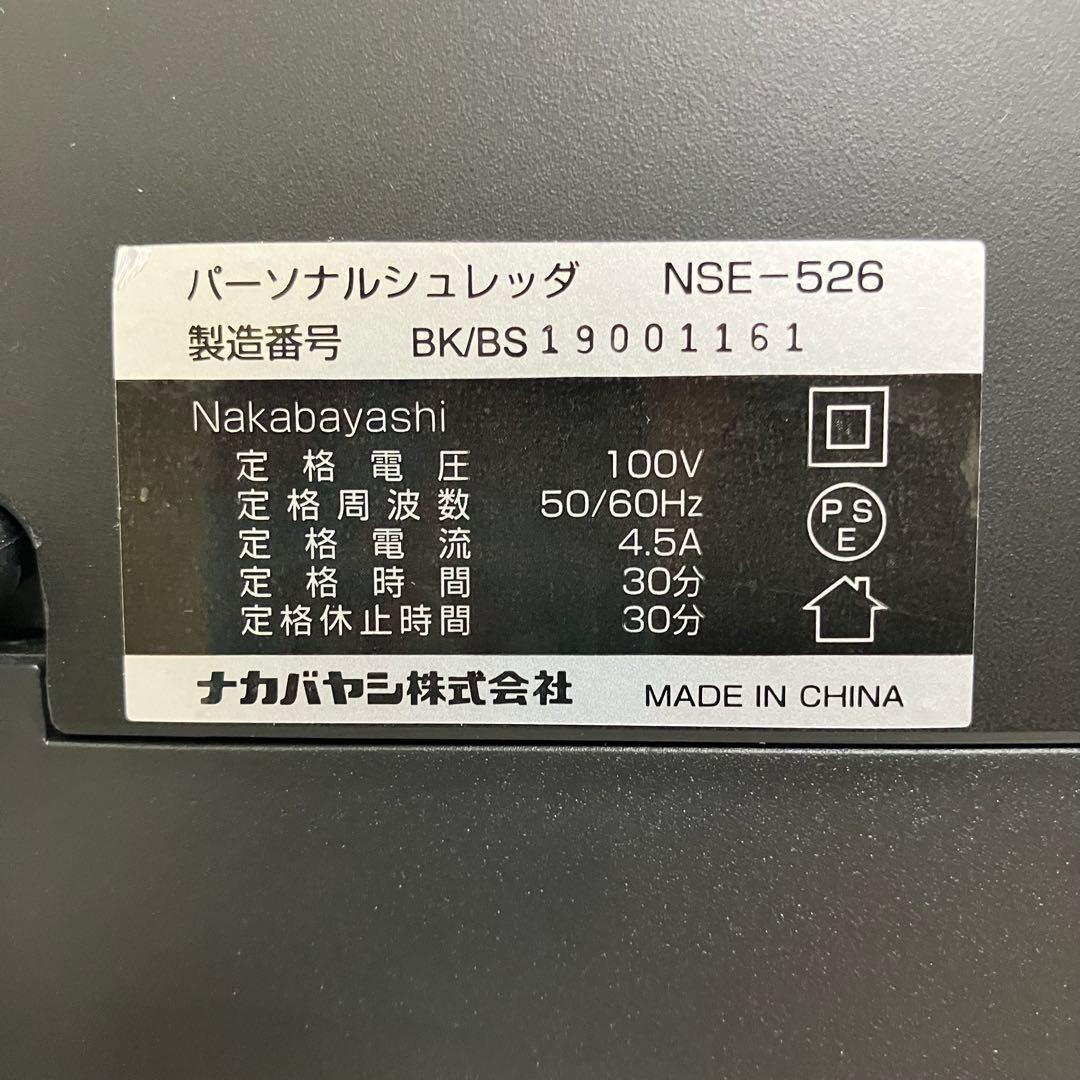 パーソナルシュレッダ NSE-526
製造番号 BK/BS 19001161
Nakabayashi
定格電圧 100V
定格周波数 50/60Hz
定格電流 4.5A
定格時間 30分
定格休止時間 30分
PSE
ナカバヤシ株式会社 MADE IN CHINA